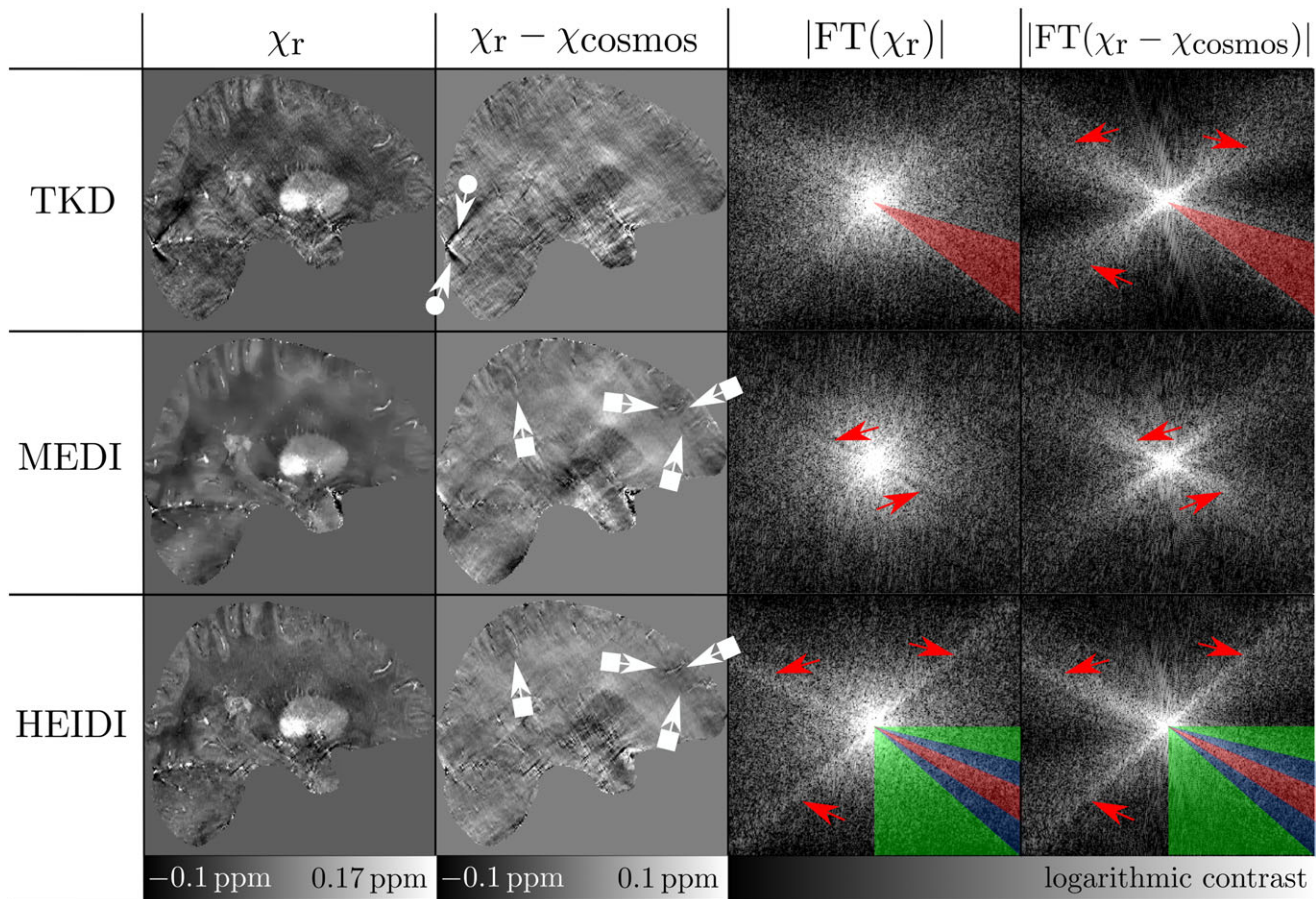 χr χr − χcosmos |FT(χr)| |FT(χr − χcosmos)|
TKD
MEDI
HEIDI
−0.1 ppm 0.17 ppm −0.1 ppm 0.1 ppm logarithmic contrast